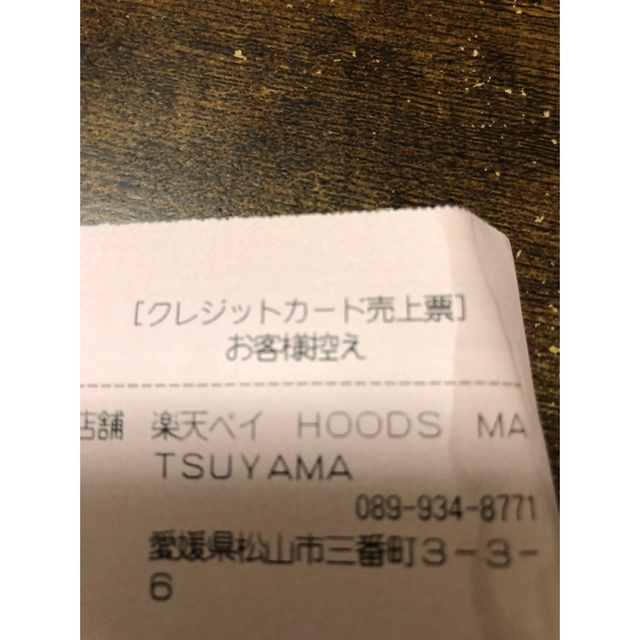 [クレジットカード売上票]
お客様控え
店舗 楽天ペイ HOODS MA
TSUYAMA
089-934-8771
愛媛県松山市三番町3-3-
6